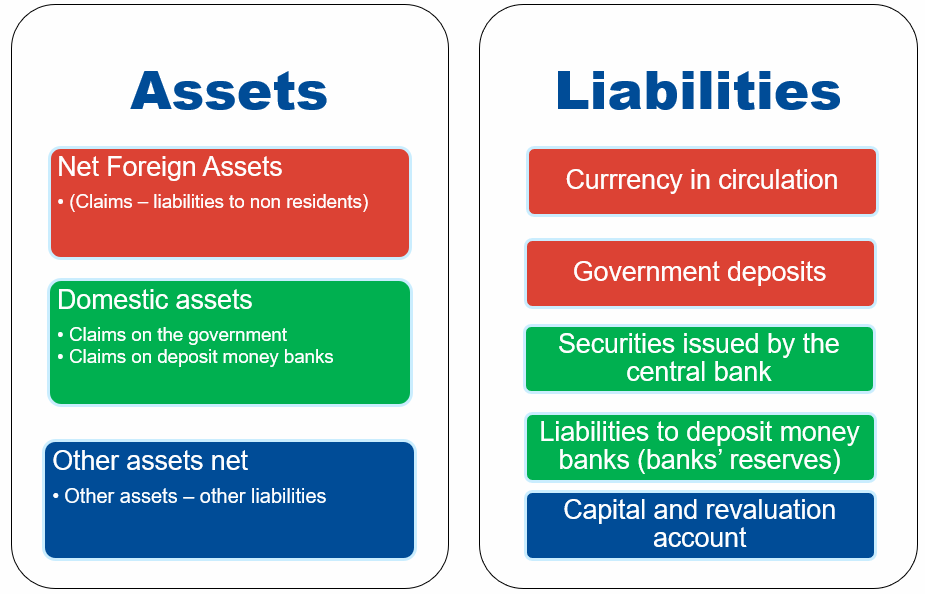 Assets
Net Foreign Assets
• (Claims – liabilities to non residents)
Domestic assets
• Claims on the government
• Claims on deposit money banks
Other assets net
• Other assets – other liabilities
Liabilities
Currrency in circulation
Government deposits
Securities issued by the
central bank
Liabilities to deposit money
banks (banks’ reserves)
Capital and revaluation
account